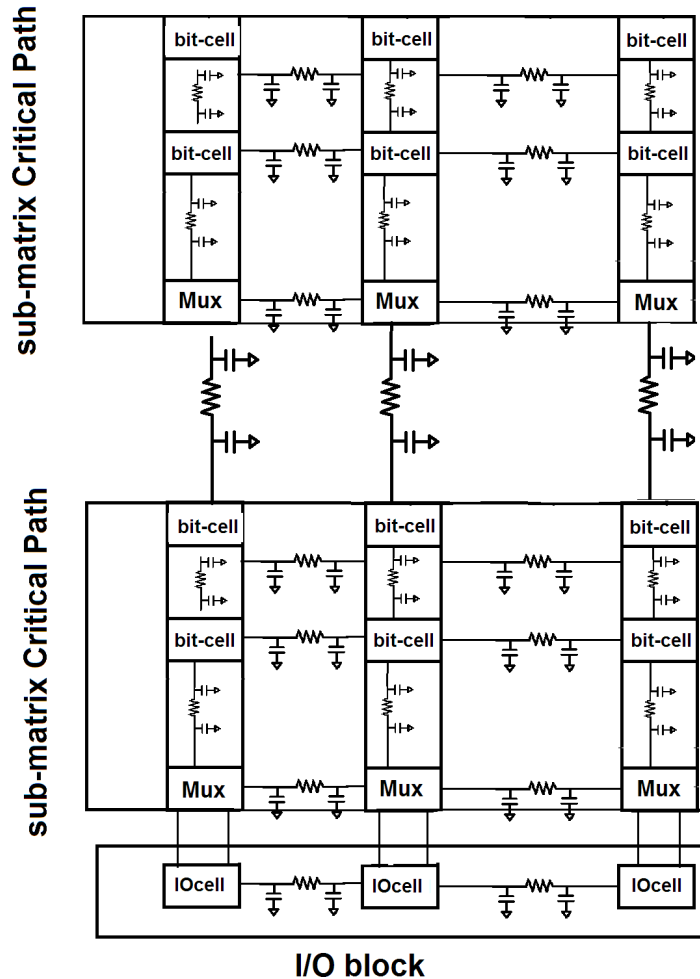 sub-matrix Critical Path
bit-cell bit-cell bit-cell
bit-cell bit-cell bit-cell
Mux Mux Mux
sub-matrix Critical Path
bit-cell bit-cell bit-cell
bit-cell bit-cell bit-cell
Mux Mux Mux
IOcell IOcell IOcell
I/O block